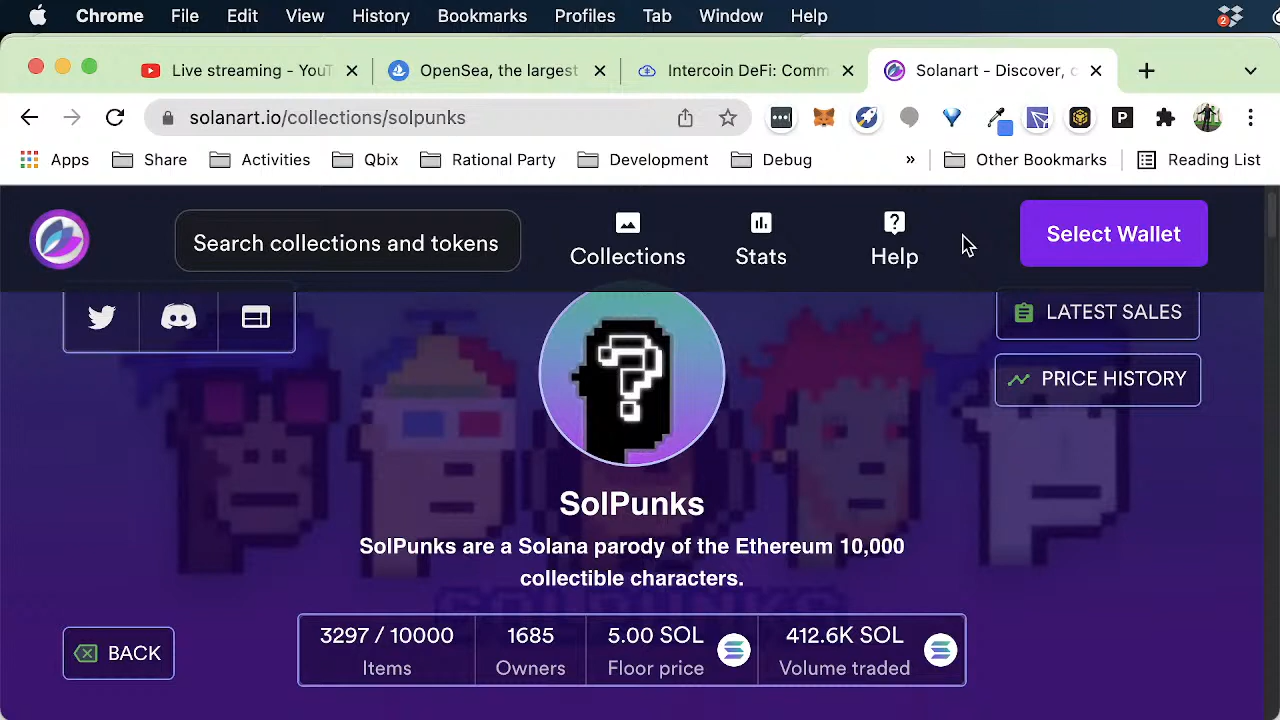 Chrome File Edit View History Bookmarks Profiles Tab Window Help
2
Live streaming - YouT
OpenSea, the largest
Intercoin DeFi: Comm
Solanart - Discover, c
solanart.io/collections/solpunks
Apps Share Activities Qbix Rational Party Development Debug » Other Bookmarks Reading List
Search collections and tokens
Collections
Stats
Help
Select Wallet
LATEST SALES
PRICE HISTORY
SolPunks
SolPunks are a Solana parody of the Ethereum 10,000
collectible characters.
BACK
3297 / 10000
Items
1685
Owners
5.00 SOL
Floor price
412.6K SOL
Volume traded